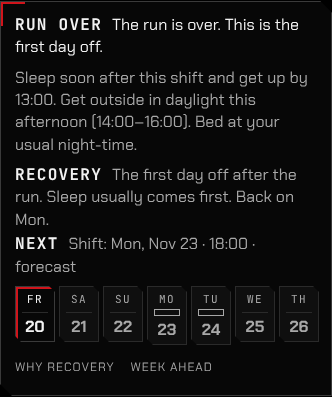 RUN OVER The run is over. This is the
first day off.
Sleep soon after this shift and get up by
13:00. Get outside in daylight this
afternoon (14:00–16:00). Bed at your
usual night-time.
RECOVERY The first day off after the
run. Sleep usually comes first. Back on
Mon.
NEXT Shift: Mon, Nov 23 · 18:00 ·
forecast
FR SA SU MO TU WE TH
20 21 22 23 24 25 26
WHY RECOVERY WEEK AHEAD